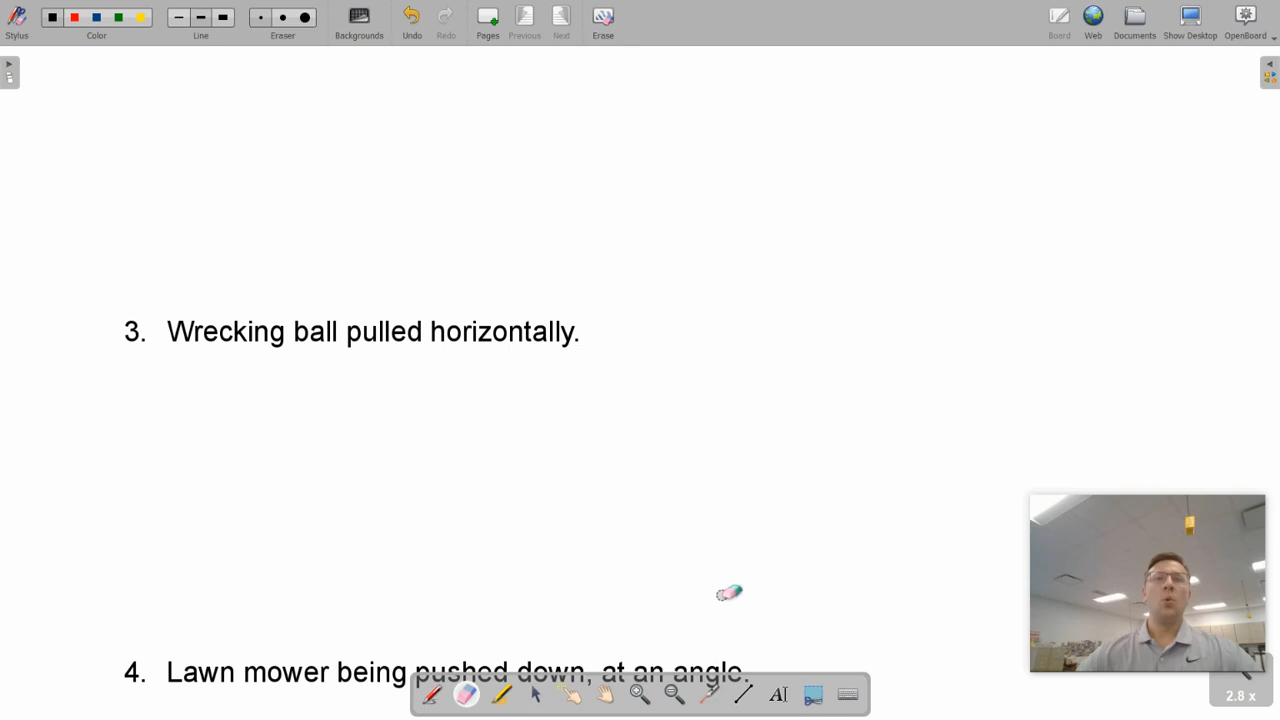 Stylus
Color
Line
Eraser
Backgrounds
Undo
Redo
Pages
Previous
Next
Erase
Board
Web
Documents
Show Desktop
OpenBoard
3. Wrecking ball pulled horizontally.
4. Lawn mower being pushed down, at an angle.
2.8 x